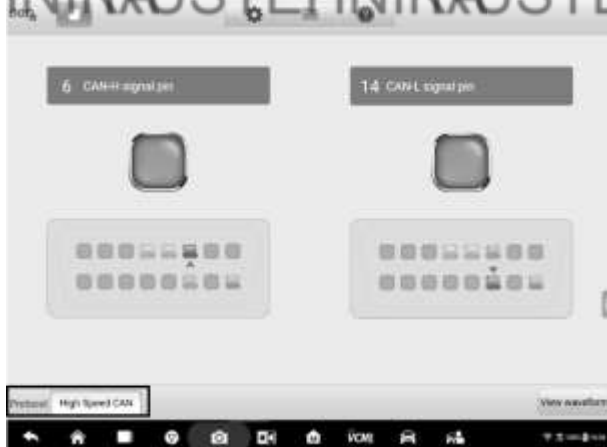 6 CAN-H signal pin
14 CAN-L signal pin
Protocol High Speed CAN
View waveform
VCMI